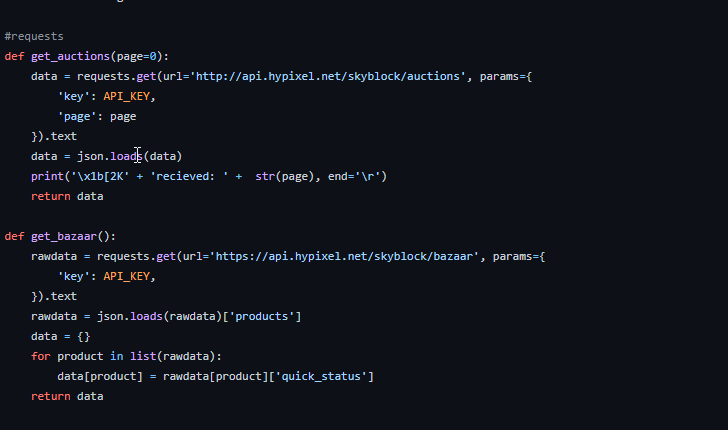 #requests
def get_auctions(page=0):
    data = requests.get(url='http://api.hypixel.net/skyblock/auctions', params={
        'key': API_KEY,
        'page': page
    }).text
    data = json.loads(data)
    print('\x1b[2K' + 'recieved: ' +  str(page), end='\r')
    return data

def get_bazaar():
    rawdata = requests.get(url='https://api.hypixel.net/skyblock/bazaar', params={
        'key': API_KEY,
    }).text
    rawdata = json.loads(rawdata)['products']
    data = {}
    for product in list(rawdata):
        data[product] = rawdata[product]['quick_status']
    return data